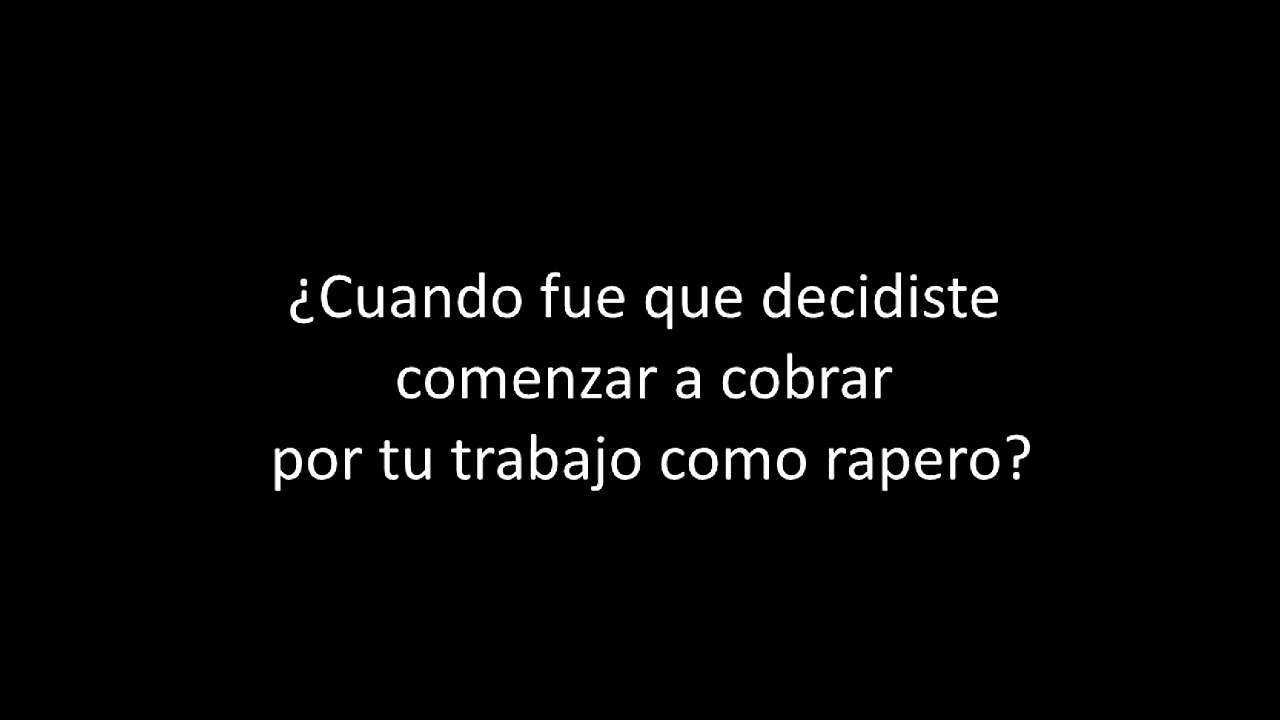 ¿Cuando fue que decidiste
comenzar a cobrar
por tu trabajo como rapero?